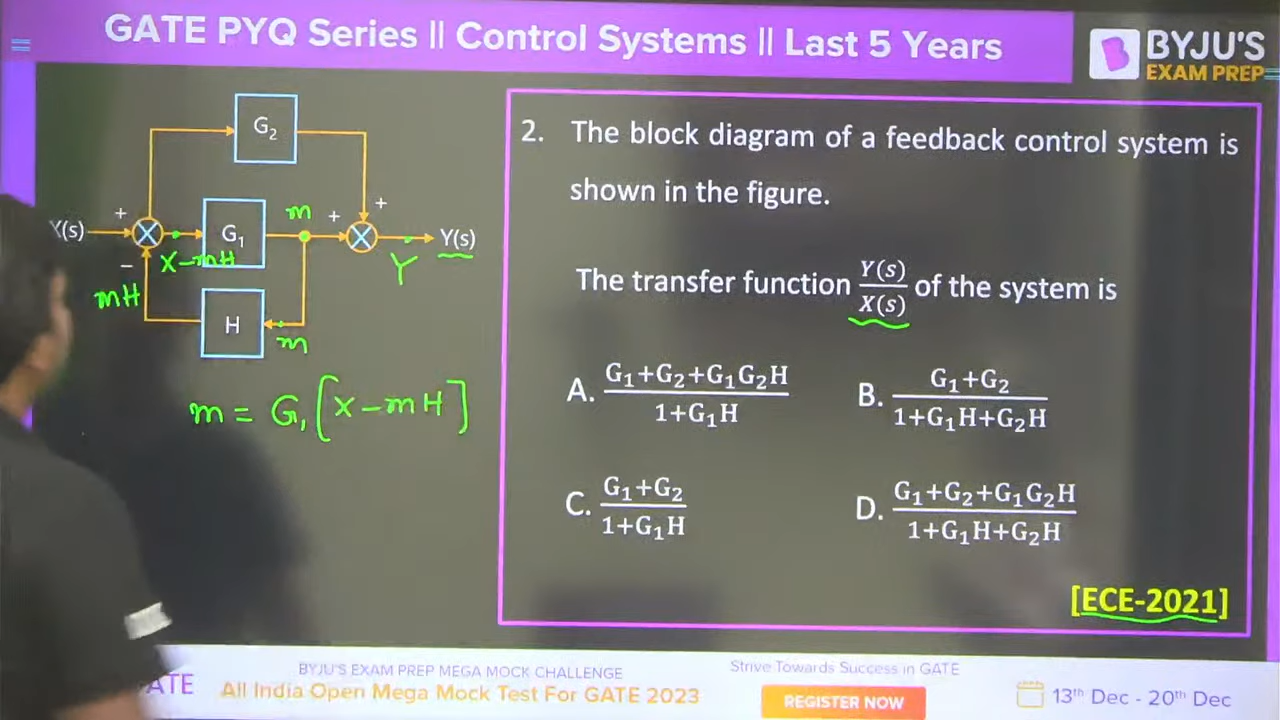 GATE PYQ Series || Control Systems || Last 5 Years
BYJU'S
EXAM PREP
G₂
+
+
+
Y(s)
G₁
m
Y(s)
−
X-mH
Y
mH
H
m
m = G₁[X-mH]
2. The block diagram of a feedback control system is
shown in the figure.
The transfer function Y(s)/X(s) of the system is
A. G₁+G₂+G₁G₂H / 1+G₁H
B. G₁+G₂ / 1+G₁H+G₂H
C. G₁+G₂ / 1+G₁H
D. G₁+G₂+G₁G₂H / 1+G₁H+G₂H
[ECE-2021]
ATE
BYJU'S EXAM PREP MEGA MOCK CHALLENGE
All India Open Mega Mock Test For GATE 2023
Strive Towards Success in GATE
REGISTER NOW
13th Dec - 20th Dec